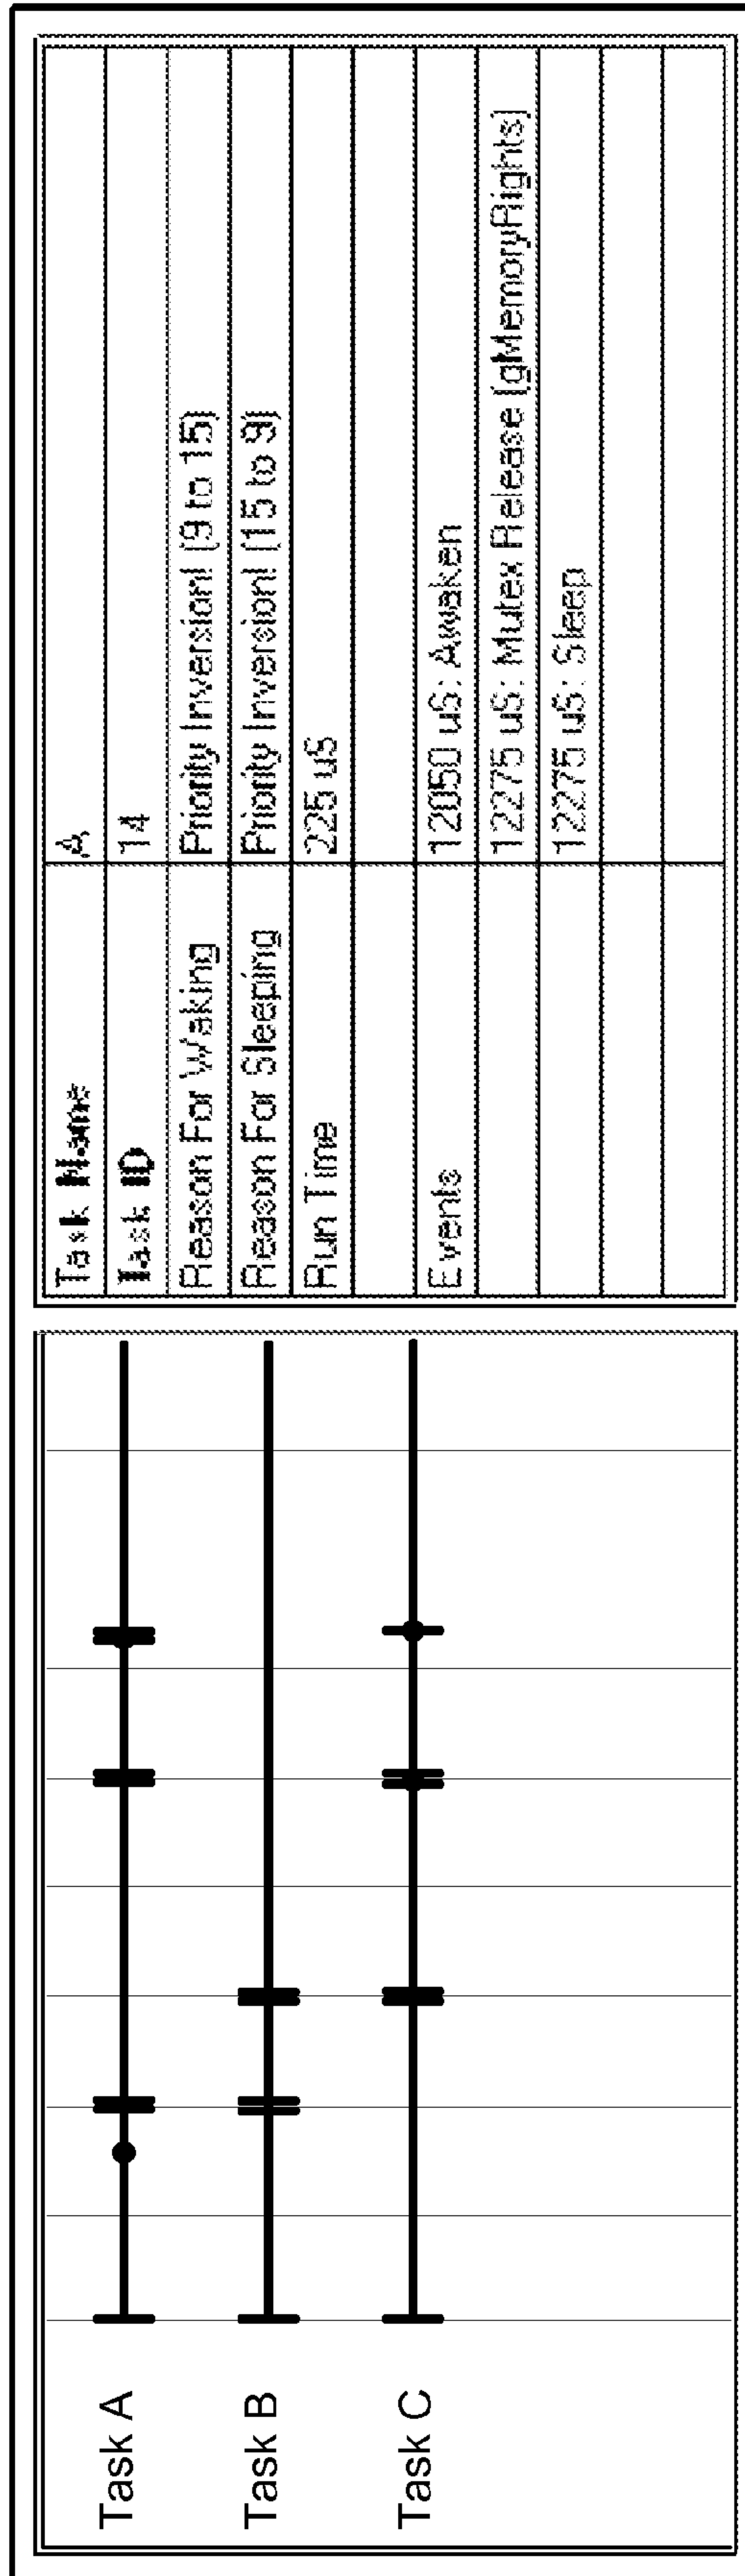 Task A
Task B
Task C
Task Name A
Task ID 14
Reason For Waking Priority Inversion! (9 to 15)
Reason For Sleeping Priority Inversion! (15 to 9)
Run Time 225 uS
Events 12050 uS: Awaken
12275 uS: Mutex Release (gMemoryRights)
12275 uS: Sleep